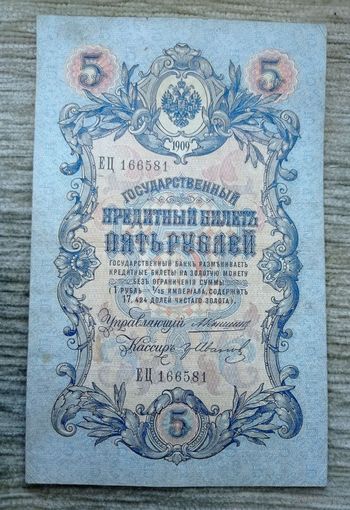 5 5
1909
ЕЦ 166581
ГОСУДАРСТВЕННЫЙ
КРЕДИТНЫЙ БИЛЕТЪ
ПЯТЬ РУБЛЕЙ
ГОСУДАРСТВЕННЫЙ БАНКЪ РАЗМѢНИВАЕТЪ
КРЕДИТНЫЕ БИЛЕТЫ НА ЗОЛОТУЮ МОНЕТУ
БЕЗЪ ОГРАНИЧЕНІЯ СУММЫ
(1 РУБЛЬ = 1/15 ИМПЕРІАЛА, СОДЕРЖИТЪ
17,424 ДОЛЕЙ ЧИСТАГО ЗОЛОТА).
Управляющій
Кассиръ
ЕЦ 166581
5